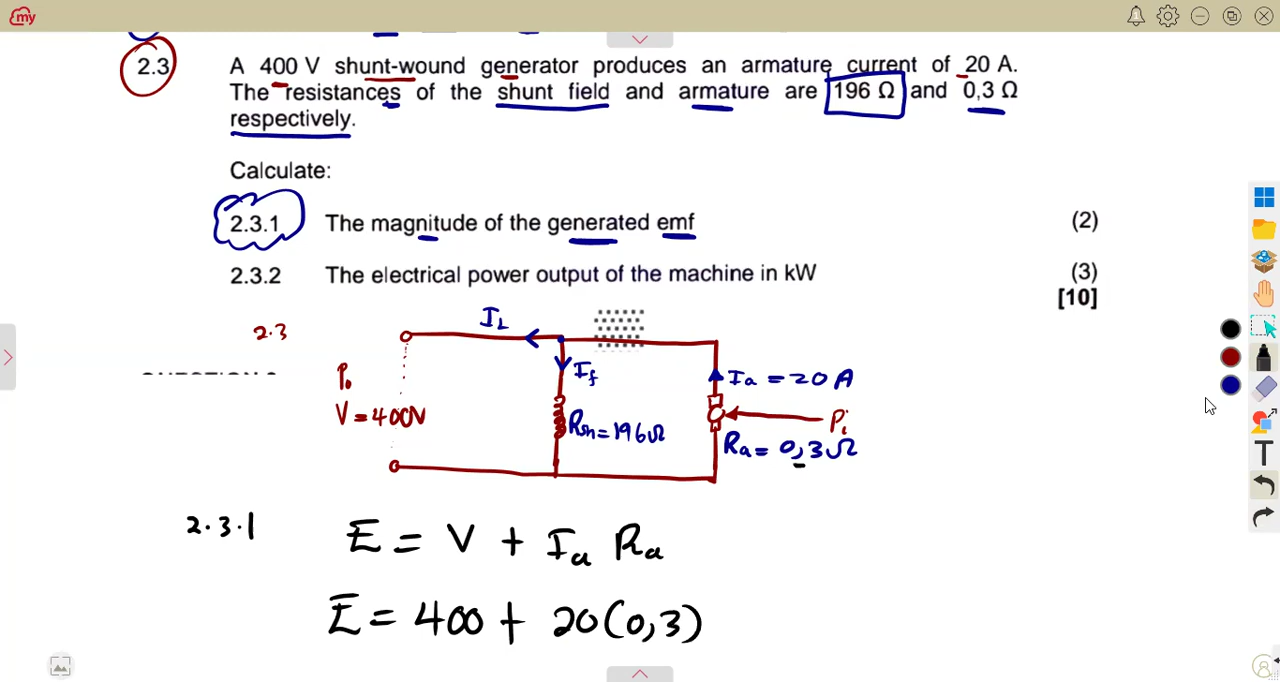 my
2.3 A 400 V shunt-wound generator produces an armature current of 20 A.
The resistances of the shunt field and armature are 196 Ω and 0,3 Ω
respectively.
Calculate:
2.3.1 The magnitude of the generated emf (2)
2.3.2 The electrical power output of the machine in kW (3)
[10]
2.3
IL
If
Ia = 20 A
Po
V = 400V
Rsh = 196Ω
Pi
Ra = 0,3Ω
2.3.1 E = V + Ia Ra
E = 400 + 20(0,3)
T